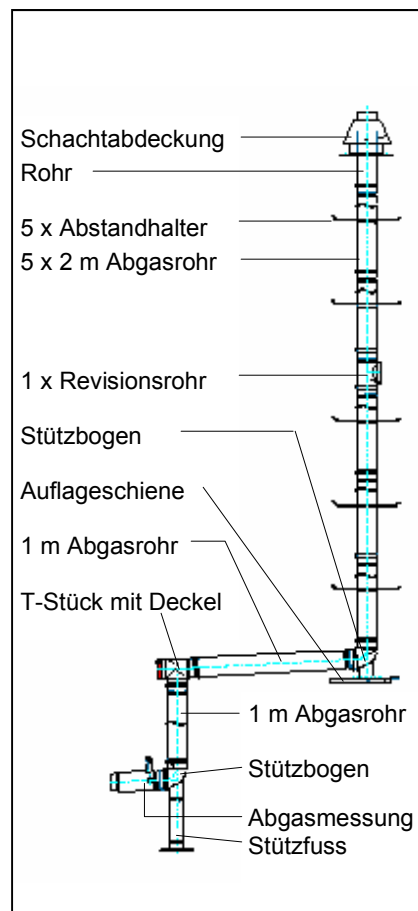 Schachtabdeckung
Rohr
5 x Abstandhalter
5 x 2 m Abgasrohr
1 x Revisionsrohr
Stützbogen
Auflageschiene
1 m Abgasrohr
T-Stück mit Deckel
1 m Abgasrohr
Stützbogen
Abgasmessung
Stützfuss